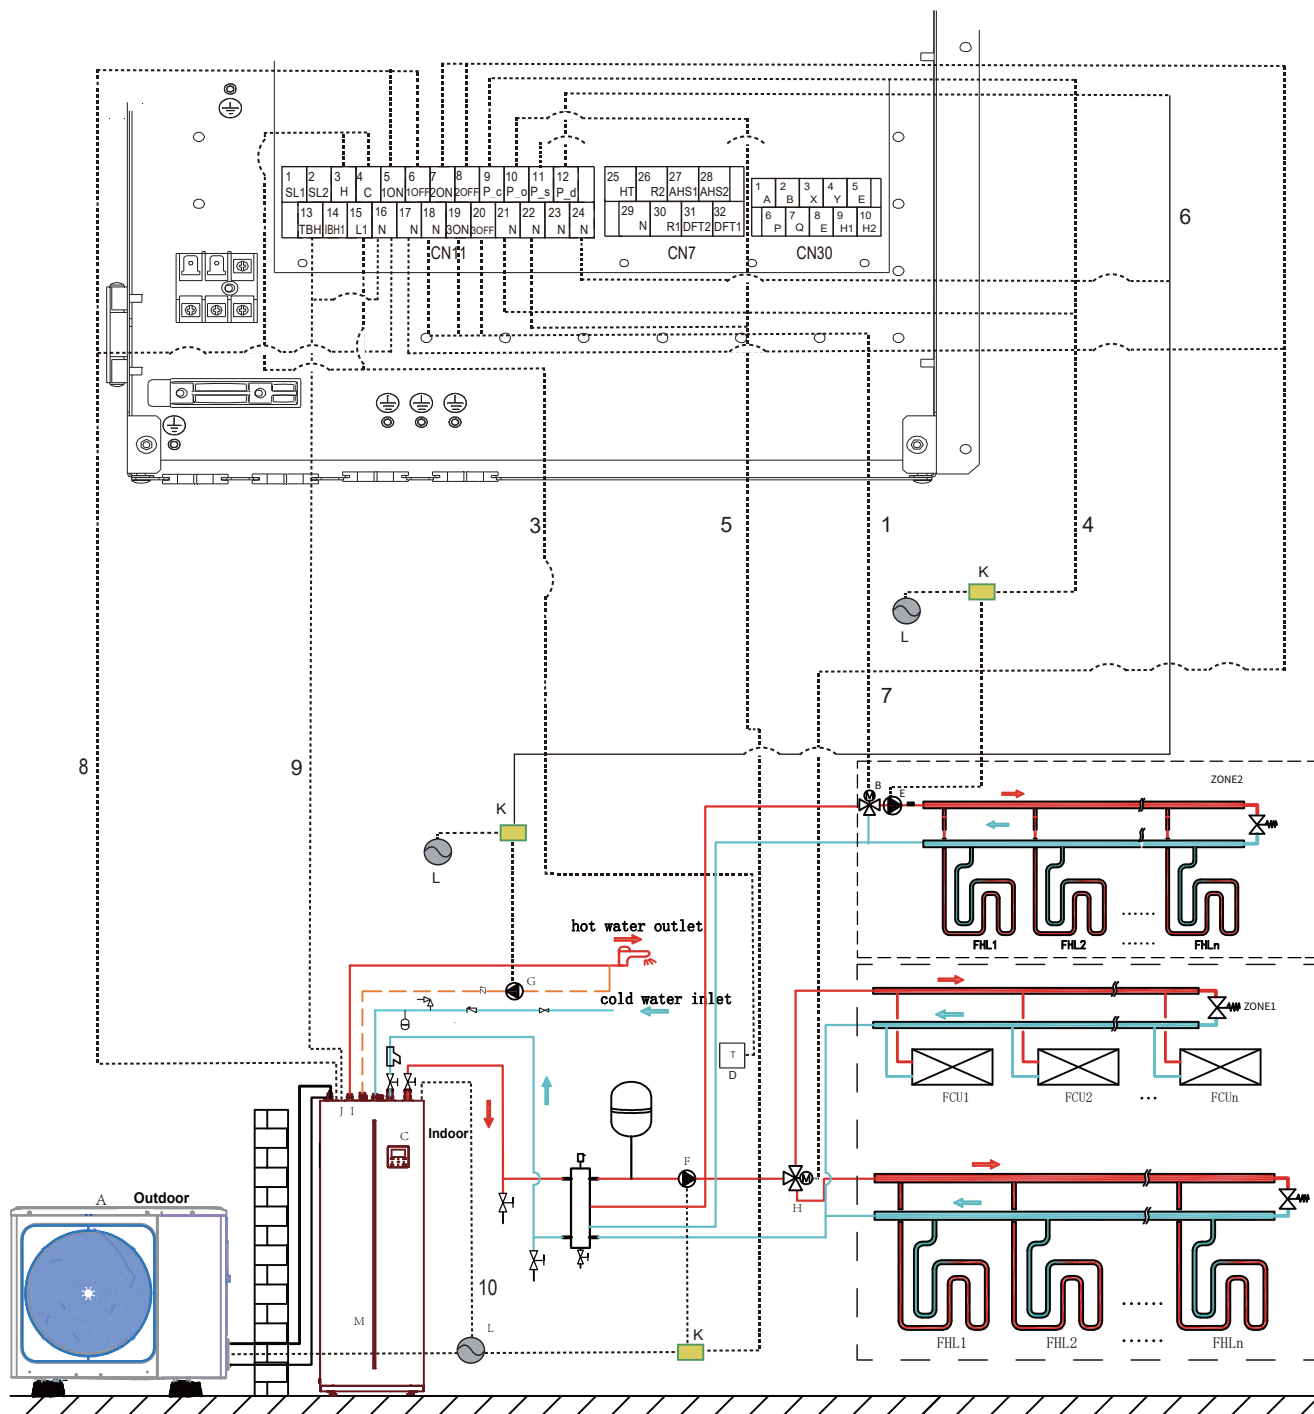 1 2 3 4 5 6 7 8 9 10 11 12
SL1 SL2 H C 1ON 1OFF 2ON 2OFF P_c P_o P_s P_d
13 14 15 16 17 18 19 20 21 22 23 24
TBH IBH1 L1 N N N 3ON 3OFF N N N N
CN11
25 26 27 28
HT R2 AHS1 AHS2
29 30 31 32
N R1 DFT2 DFT1
CN7
1 2 3 4 5
A B X Y E
6 7 8 9 10
P Q E H1 H2
CN30
6
3 5 1 4
K
L
7
8 9
ZONE2
B E
K
L
FHL1 FHL2 ...... FHLn
......
hot water outlet
G
cold water inlet
ZONE1
T
D
FCU1 FCU2 ... FCUn
J I
C
Indoor
F
H
A
Outdoor
M
10
L
K
FHL1 FHL2 ...... FHLn
......